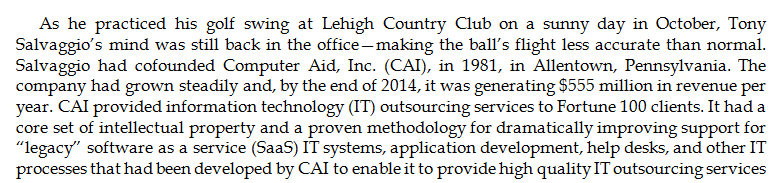 As he practiced his golf swing at Lehigh Country Club on a sunny day in October, Tony
Salvaggio’s mind was still back in the office—making the ball’s flight less accurate than normal.
Salvaggio had cofounded Computer Aid, Inc. (CAI), in 1981, in Allentown, Pennsylvania. The
company had grown steadily and, by the end of 2014, it was generating $555 million in revenue per
year. CAI provided information technology (IT) outsourcing services to Fortune 100 clients. It had a
core set of intellectual property and a proven methodology for dramatically improving support for
“legacy” software as a service (SaaS) IT systems, application development, help desks, and other IT
processes that had been developed by CAI to enable it to provide high quality IT outsourcing services